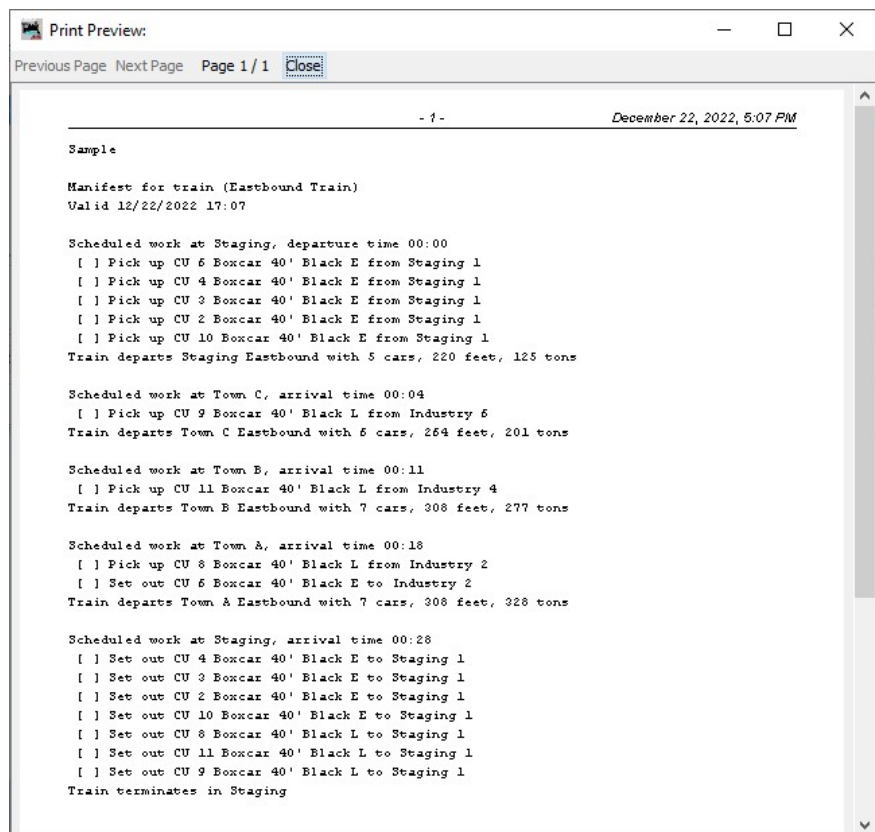 Print Preview:
Previous Page Next Page Page 1 / 1 Close
- 1 - December 22, 2022, 5:07 PM
Sample
Manifest for train (Eastbound Train)
Valid 12/22/2022 17:07
Scheduled work at Staging, departure time 00:00
[ ] Pick up CU 6 Boxcar 40' Black E from Staging 1
[ ] Pick up CU 4 Boxcar 40' Black E from Staging 1
[ ] Pick up CU 3 Boxcar 40' Black E from Staging 1
[ ] Pick up CU 2 Boxcar 40' Black E from Staging 1
[ ] Pick up CU 10 Boxcar 40' Black E from Staging 1
Train departs Staging Eastbound with 5 cars, 220 feet, 125 tons
Scheduled work at Town C, arrival time 00:04
[ ] Pick up CU 9 Boxcar 40' Black L from Industry 6
Train departs Town C Eastbound with 6 cars, 264 feet, 201 tons
Scheduled work at Town B, arrival time 00:11
[ ] Pick up CU 11 Boxcar 40' Black L from Industry 4
Train departs Town B Eastbound with 7 cars, 308 feet, 277 tons
Scheduled work at Town A, arrival time 00:18
[ ] Pick up CU 8 Boxcar 40' Black L from Industry 2
[ ] Set out CU 6 Boxcar 40' Black E to Industry 2
Train departs Town A Eastbound with 7 cars, 308 feet, 328 tons
Scheduled work at Staging, arrival time 00:28
[ ] Set out CU 4 Boxcar 40' Black E to Staging 1
[ ] Set out CU 3 Boxcar 40' Black E to Staging 1
[ ] Set out CU 2 Boxcar 40' Black E to Staging 1
[ ] Set out CU 10 Boxcar 40' Black E to Staging 1
[ ] Set out CU 8 Boxcar 40' Black L to Staging 1
[ ] Set out CU 11 Boxcar 40' Black L to Staging 1
[ ] Set out CU 9 Boxcar 40' Black L to Staging 1
Train terminates in Staging